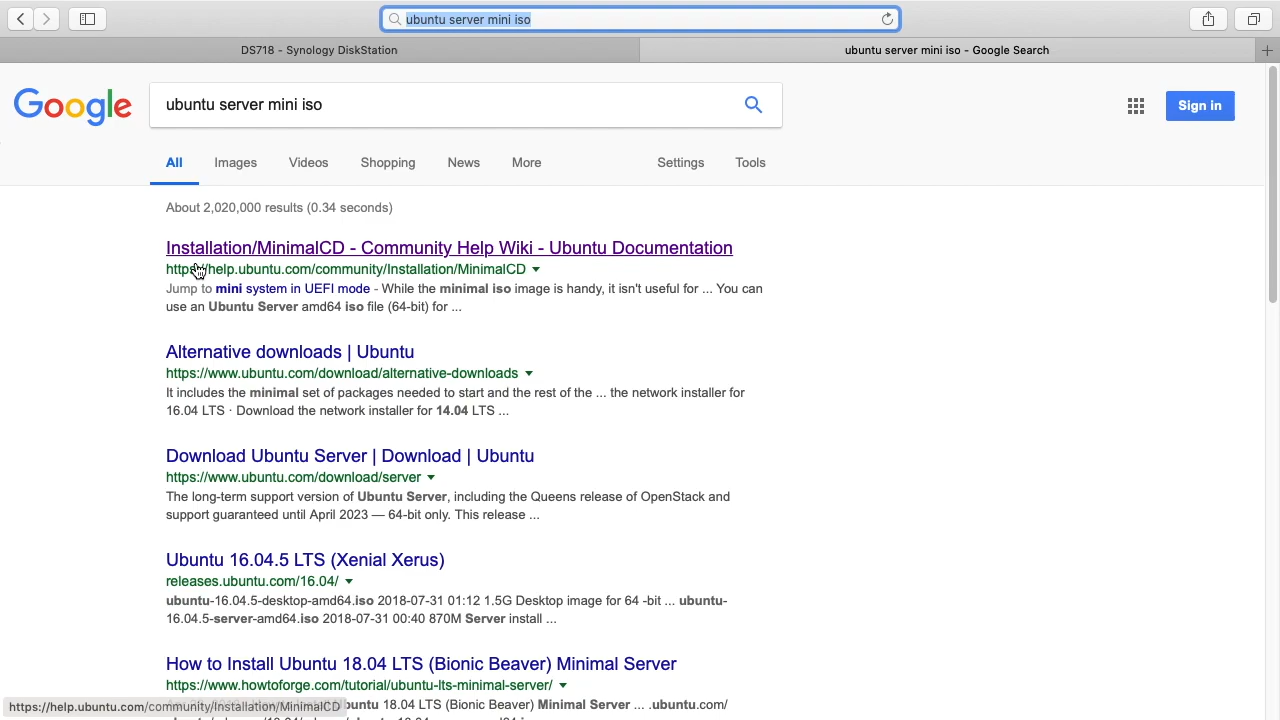 ubuntu server mini iso
DS718 - Synology DiskStation
ubuntu server mini iso - Google Search
Google
ubuntu server mini iso
Sign in
All Images Videos Shopping News More Settings Tools
About 2,020,000 results (0.34 seconds)
Installation/MinimalCD - Community Help Wiki - Ubuntu Documentation
https://help.ubuntu.com/community/Installation/MinimalCD
Jump to mini system in UEFI mode - While the minimal iso image is handy, it isn't useful for ... You can
use an Ubuntu Server amd64 iso file (64-bit) for ...
Alternative downloads | Ubuntu
https://www.ubuntu.com/download/alternative-downloads
It includes the minimal set of packages needed to start and the rest of the ... the network installer for
16.04 LTS · Download the network installer for 14.04 LTS ...
Download Ubuntu Server | Download | Ubuntu
https://www.ubuntu.com/download/server
The long-term support version of Ubuntu Server, including the Queens release of OpenStack and
support guaranteed until April 2023 — 64-bit only. This release ...
Ubuntu 16.04.5 LTS (Xenial Xerus)
releases.ubuntu.com/16.04/
ubuntu-16.04.5-desktop-amd64.iso 2018-07-31 01:12 1.5G Desktop image for 64 -bit ... ubuntu-
16.04.5-server-amd64.iso 2018-07-31 00:40 870M Server install ...
How to Install Ubuntu 18.04 LTS (Bionic Beaver) Minimal Server
https://www.howtoforge.com/tutorial/ubuntu-lts-minimal-server/
18.04 LTS (Bionic Beaver) Minimal Server ... .ubuntu.com/
https://help.ubuntu.com/community/Installation/MinimalCD